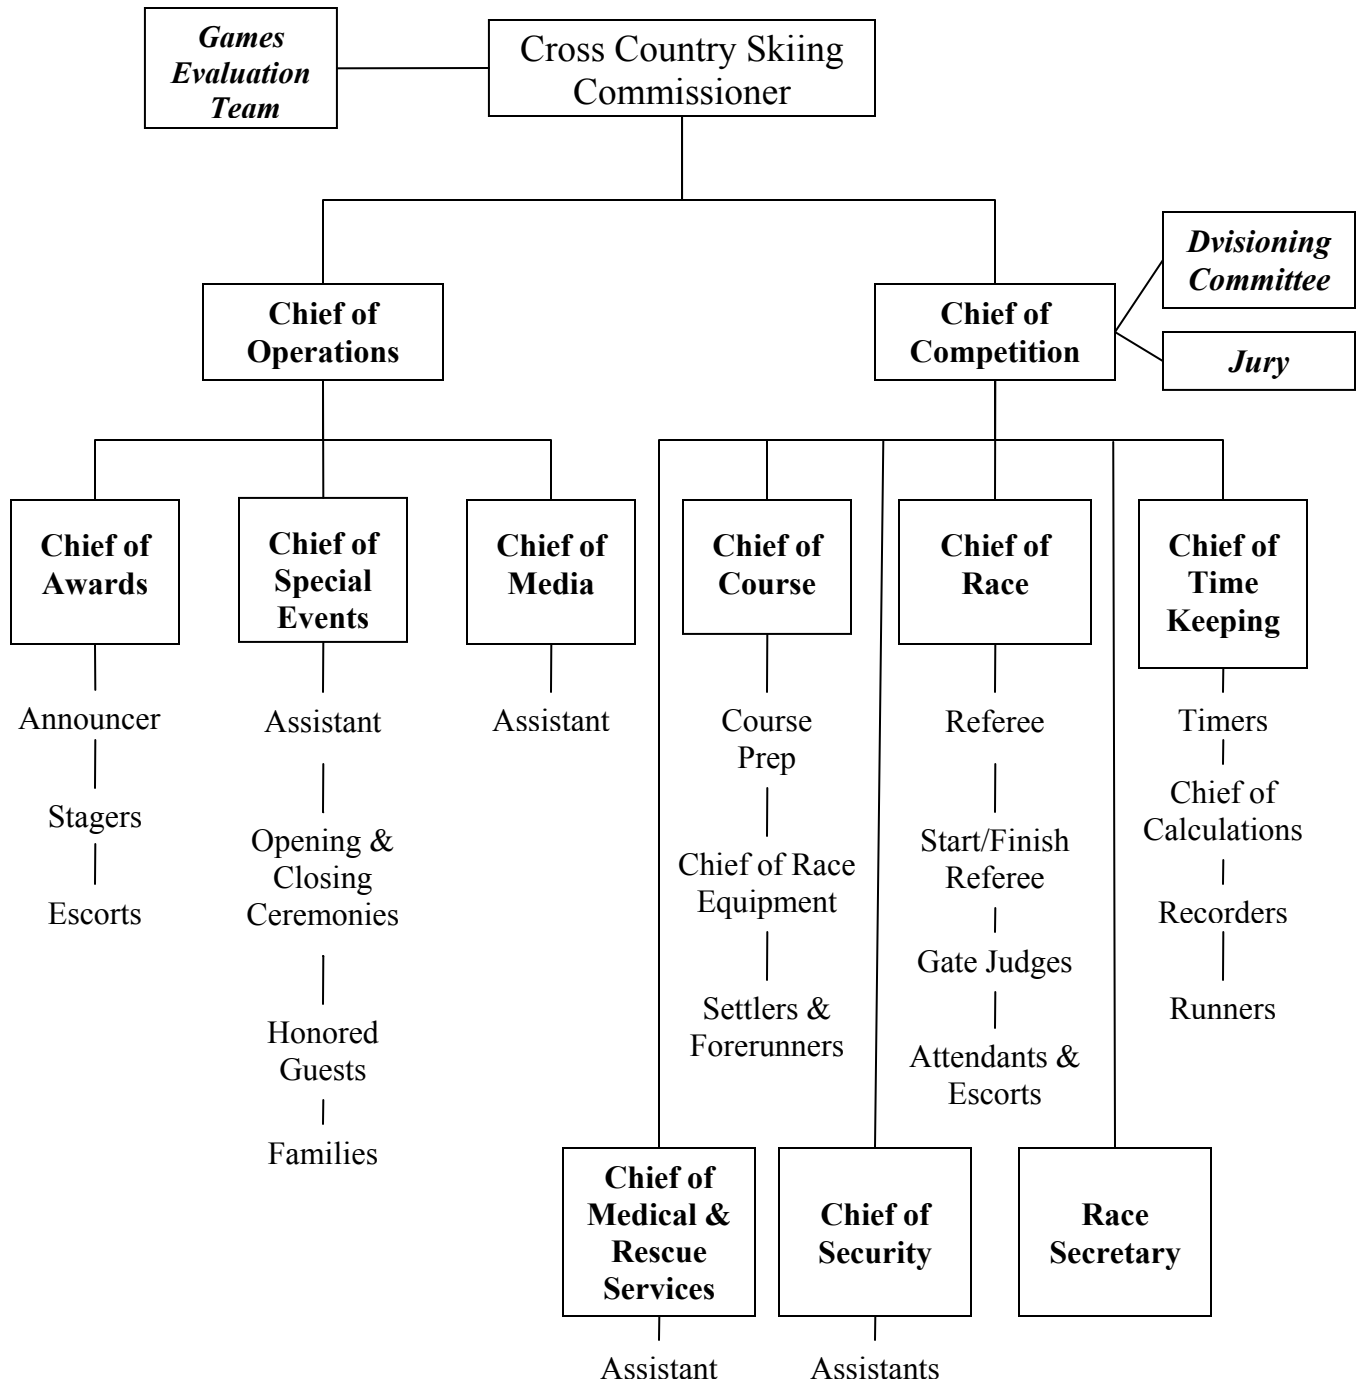 Games
Evaluation
Team
Cross Country Skiing
Commissioner
Dvisioning
Committee
Jury
Chief of
Operations
Chief of
Competition
Chief of
Awards
Chief of
Special
Events
Chief of
Media
Chief of
Course
Chief of
Race
Chief of
Time
Keeping
Announcer
Stagers
Escorts
Assistant
Opening &
Closing
Ceremonies
Honored
Guests
Families
Assistant
Course
Prep
Chief of Race
Equipment
Settlers &
Forerunners
Referee
Start/Finish
Referee
Gate Judges
Attendants &
Escorts
Timers
Chief of
Calculations
Recorders
Runners
Chief of
Medical &
Rescue
Services
Assistant
Chief of
Security
Assistants
Race
Secretary